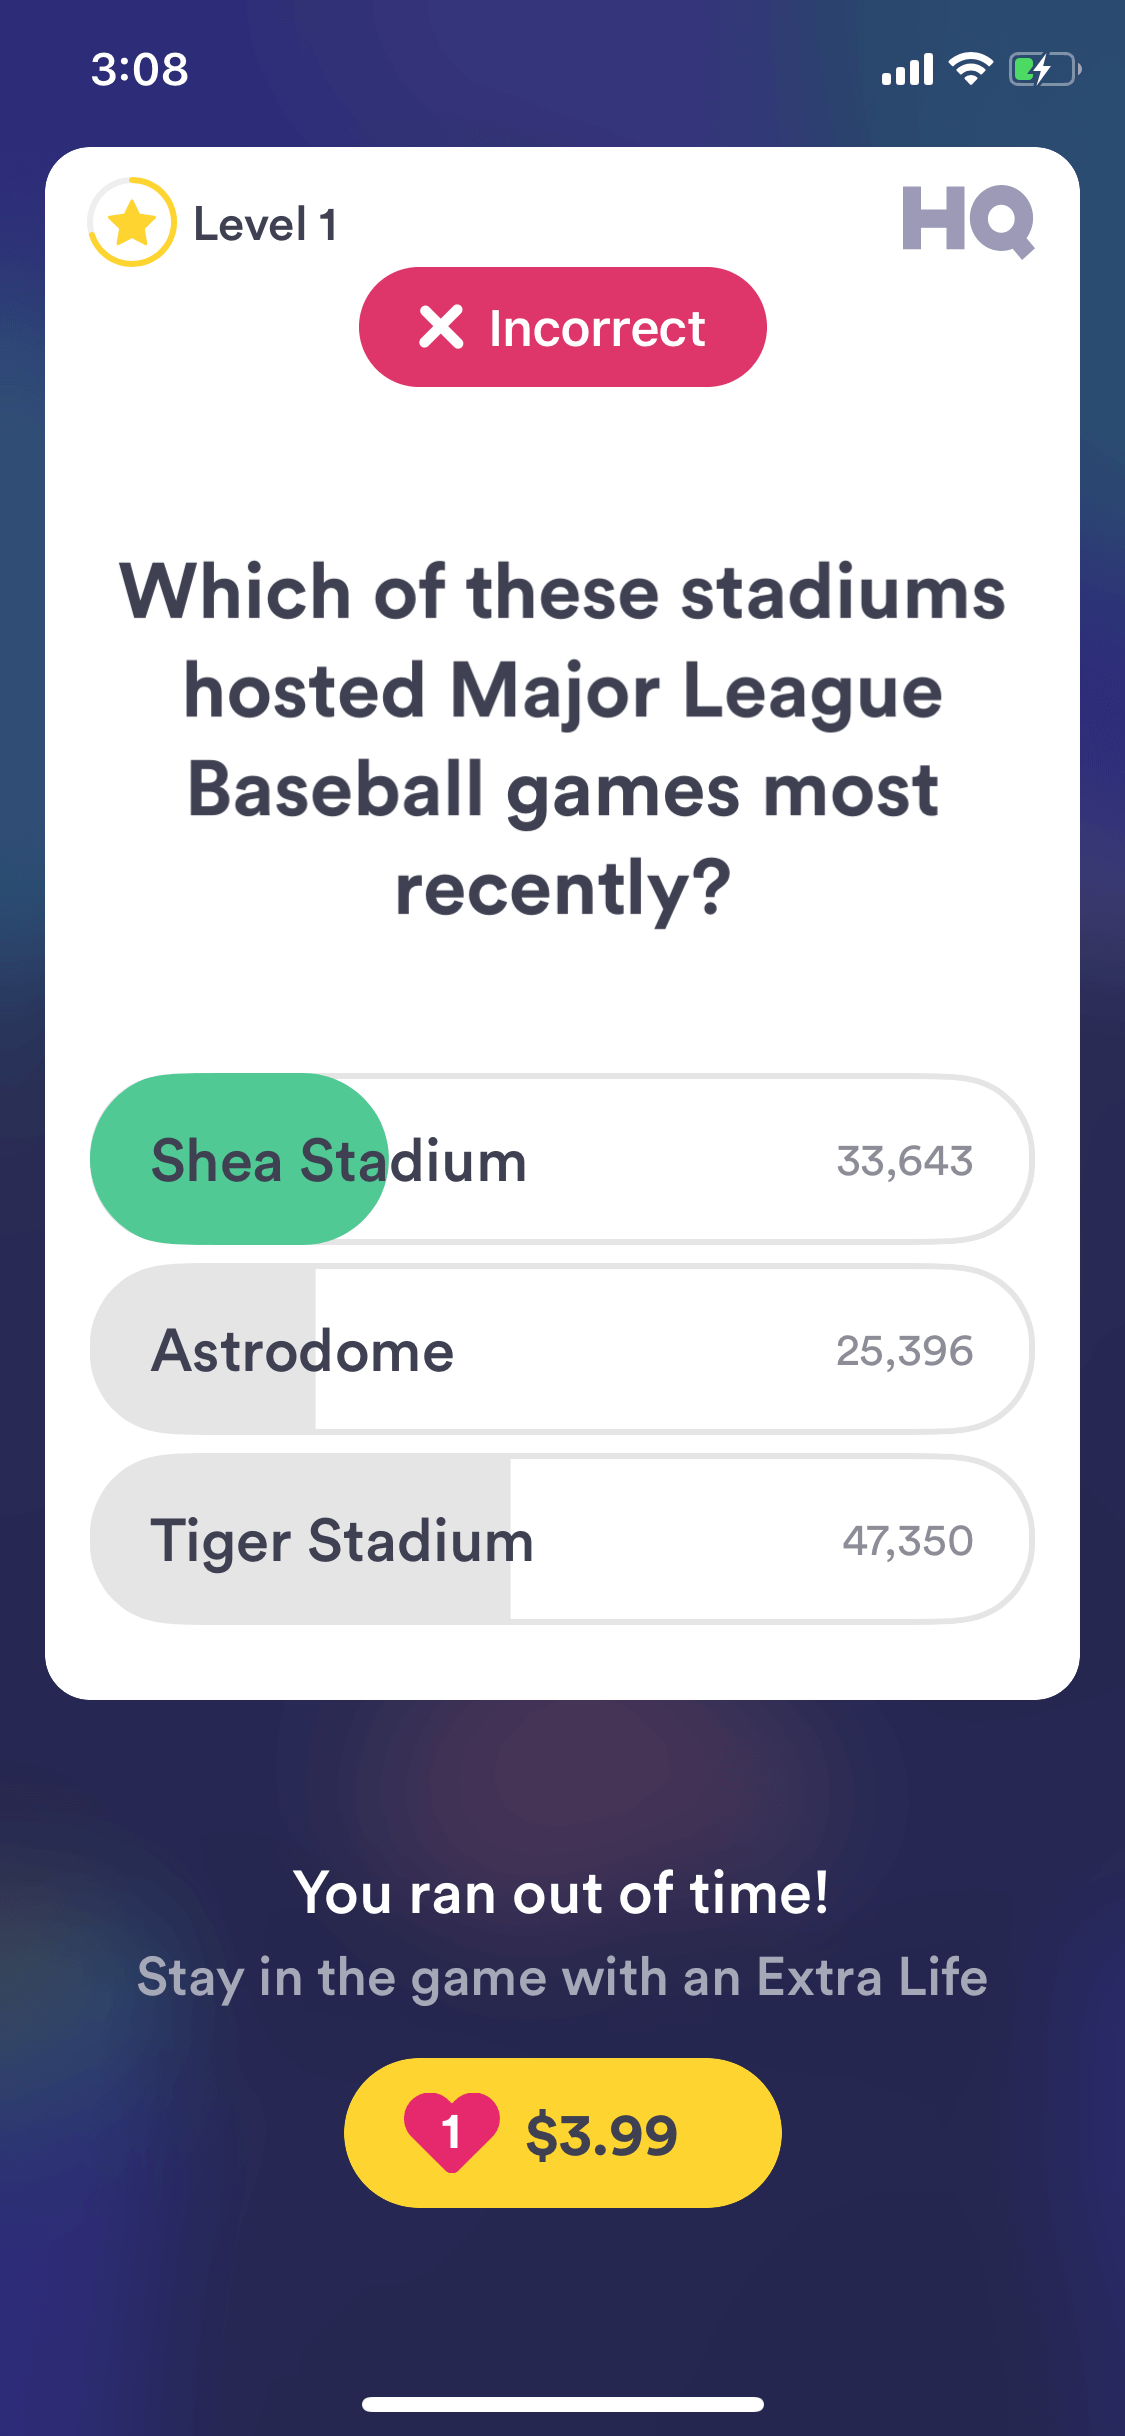 3:08
Level 1
HQ
Incorrect
Which of these stadiums
hosted Major League
Baseball games most
recently?
Shea Stadium 33,643
Astrodome 25,396
Tiger Stadium 47,350
You ran out of time!
Stay in the game with an Extra Life
1 $3.99